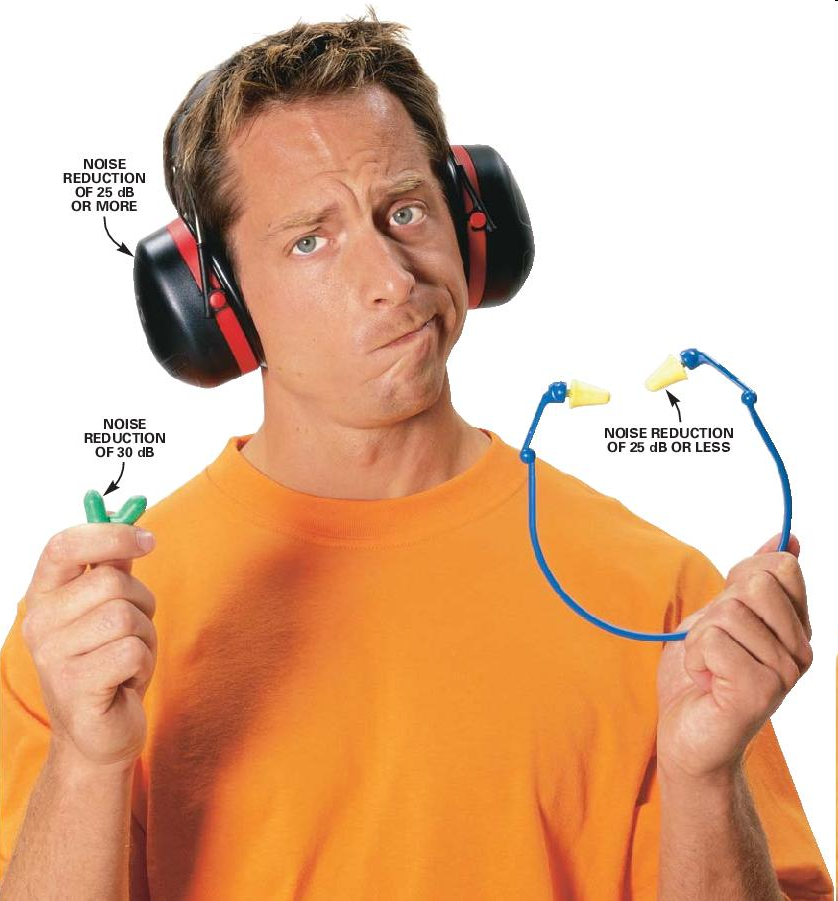 NOISE
REDUCTION
OF 25 dB
OR MORE
NOISE
REDUCTION
OF 30 dB
NOISE REDUCTION
OF 25 dB OR LESS